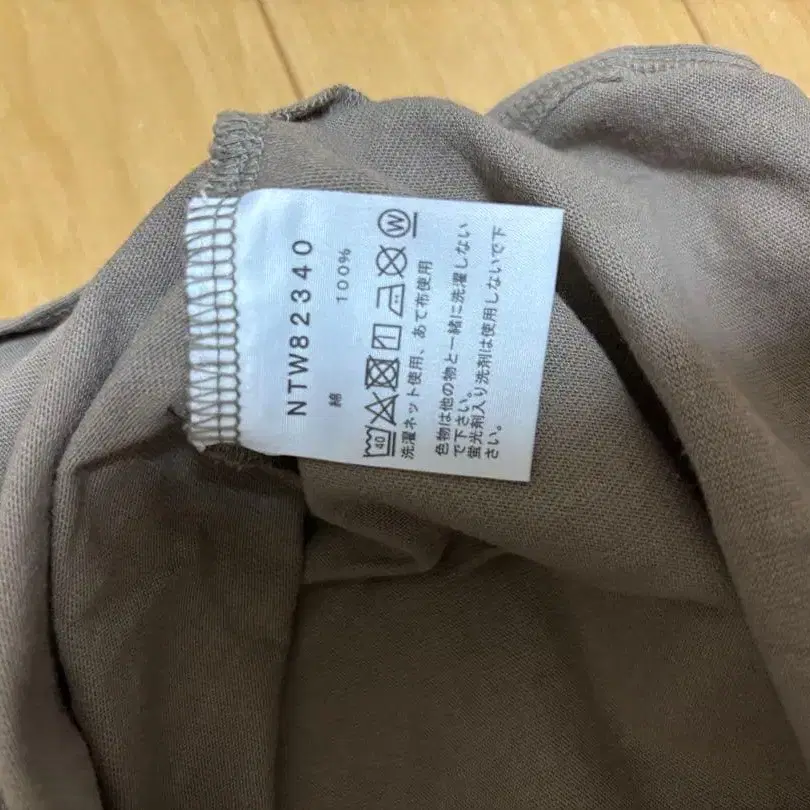 NTW82340
綿 100%
40 W
洗濯ネット使用、あて布使用
色物は他の物と一緒に洗濯しない
で下さい。
蛍光剤入り洗剤は使用しないで下
さい。